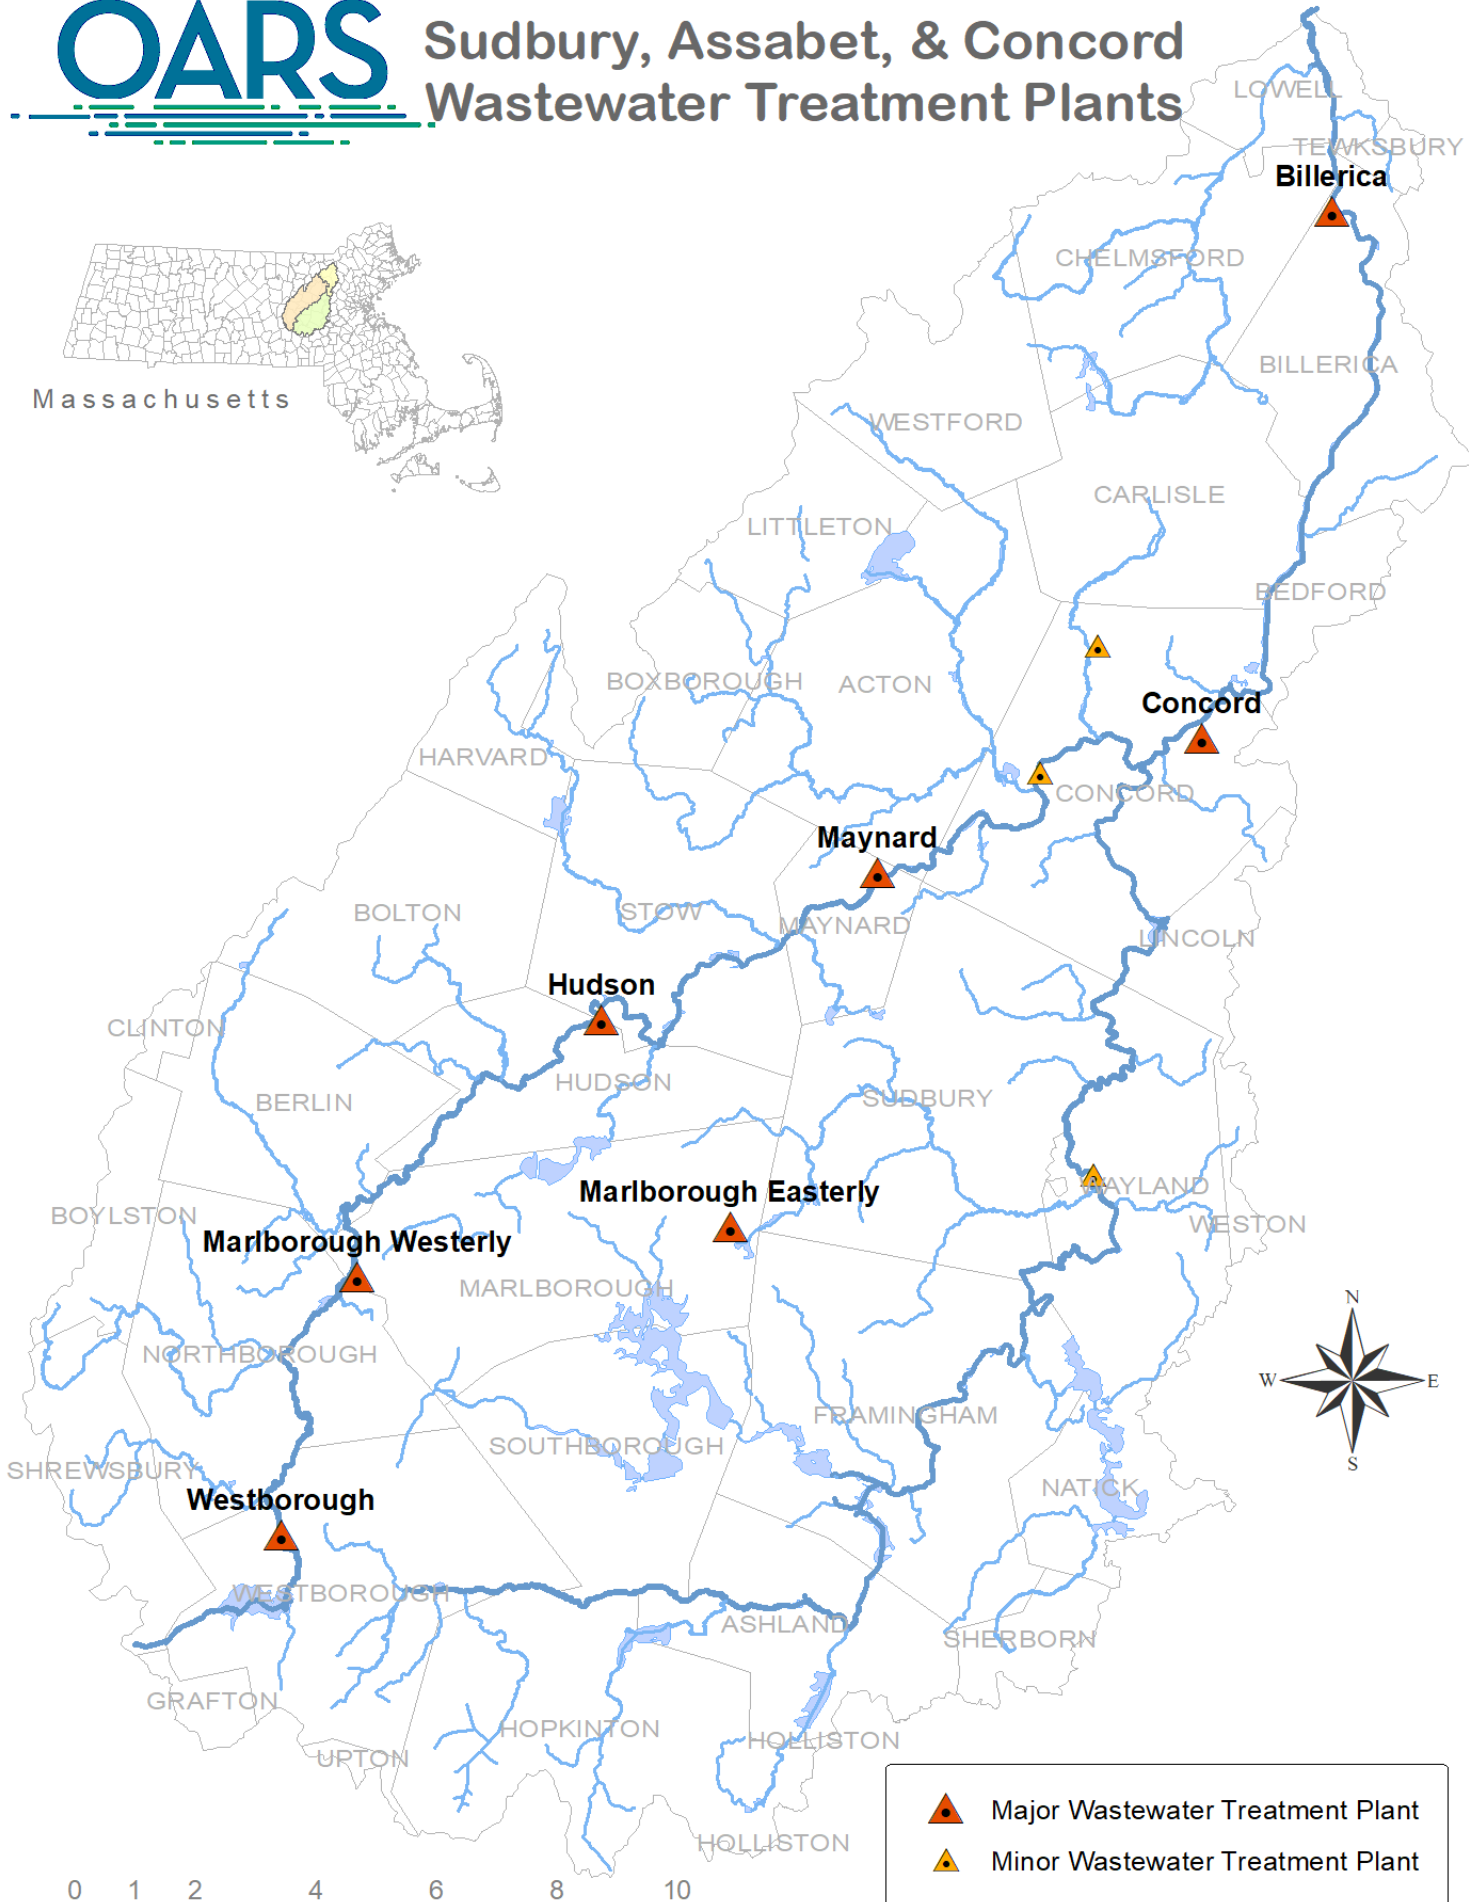 OARS
Sudbury, Assabet, & Concord
Wastewater Treatment Plants
LOWELL
TEWKSBURY
Billerica
CHELMSFORD
BILLERICA
Massachusetts
WESTFORD
CARLISLE
LITTLETON
BEDFORD
BOXBOROUGH
ACTON
Concord
HARVARD
CONCORD
Maynard
BOLTON
STOW
MAYNARD
LINCOLN
Hudson
CLINTON
HUDSON
BERLIN
SUDBURY
Marlborough Easterly
WAYLAND
BOYLSTON
WESTON
Marlborough Westerly
MARLBOROUGH
N
W
E
S
NORTHBOROUGH
FRAMINGHAM
SOUTHBOROUGH
SHREWSBURY
NATICK
Westborough
WESTBOROUGH
ASHLAND
SHERBORN
GRAFTON
HOPKINTON
HOLLISTON
UPTON
Major Wastewater Treatment Plant
HOLLISTON
Minor Wastewater Treatment Plant
0 1 2 4 6 8 10